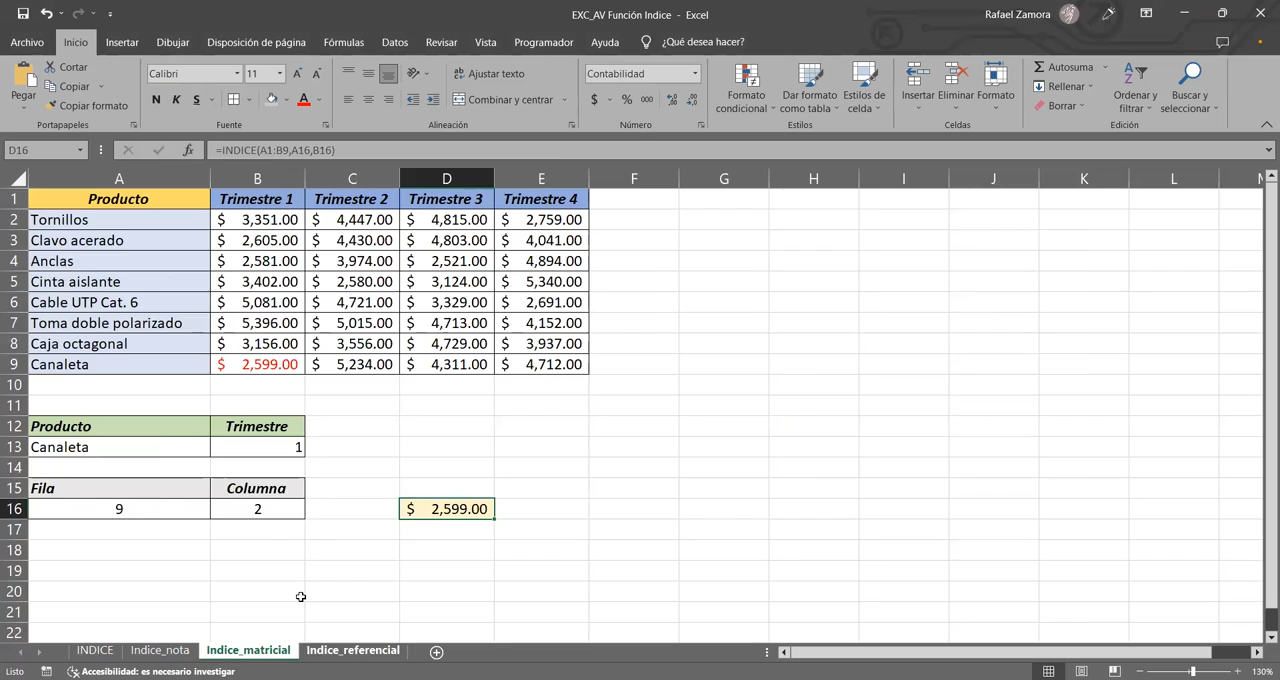 EXC_AV Función Indice - Excel
Rafael Zamora
Archivo Inicio Insertar Dibujar Disposición de página Fórmulas Datos Revisar Vista Programador Ayuda ¿Qué desea hacer?
Pegar
Cortar
Copiar
Copiar formato
Portapapeles
Calibri 11
N K S
Fuente
Ajustar texto
Combinar y centrar
Alineación
Contabilidad
$ % 000
Número
Formato condicional
Dar formato como tabla
Estilos de celda
Estilos
Insertar
Eliminar
Formato
Celdas
Autosuma
Rellenar
Borrar
Ordenar y filtrar
Buscar y seleccionar
Edición
D16 fx =INDICE(A1:B9,A16,B16)
A B C D E F G H I J K L M
1 Producto Trimestre 1 Trimestre 2 Trimestre 3 Trimestre 4
2 Tornillos $ 3,351.00 $ 4,447.00 $ 4,815.00 $ 2,759.00
3 Clavo acerado $ 2,605.00 $ 4,430.00 $ 4,803.00 $ 4,041.00
4 Anclas $ 2,581.00 $ 3,974.00 $ 2,521.00 $ 4,894.00
5 Cinta aislante $ 3,402.00 $ 2,580.00 $ 3,124.00 $ 5,340.00
6 Cable UTP Cat. 6 $ 5,081.00 $ 4,721.00 $ 3,329.00 $ 2,691.00
7 Toma doble polarizado $ 5,396.00 $ 5,015.00 $ 4,713.00 $ 4,152.00
8 Caja octagonal $ 3,156.00 $ 3,556.00 $ 4,729.00 $ 3,937.00
9 Canaleta $ 2,599.00 $ 5,234.00 $ 4,311.00 $ 4,712.00
10
11
12 Producto Trimestre
13 Canaleta 1
14
15 Fila Columna
16 9 2 $ 2,599.00
17
18
19
20
21
22
INDICE Indice_nota Indice_matricial Indice_referencial
Listo Accesibilidad: es necesario investigar 130%